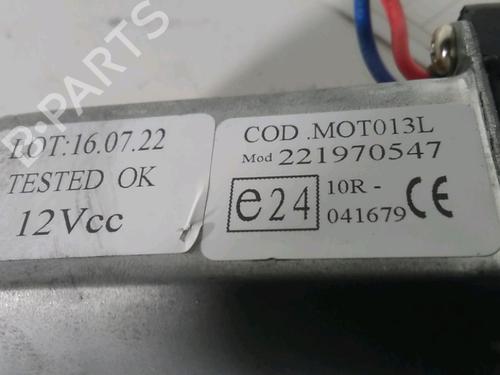 B-PARTS
LOT:16.07.22
TESTED OK
12Vcc
COD .MOT013L
Mod 221970547
e24
10R -
041679 CE